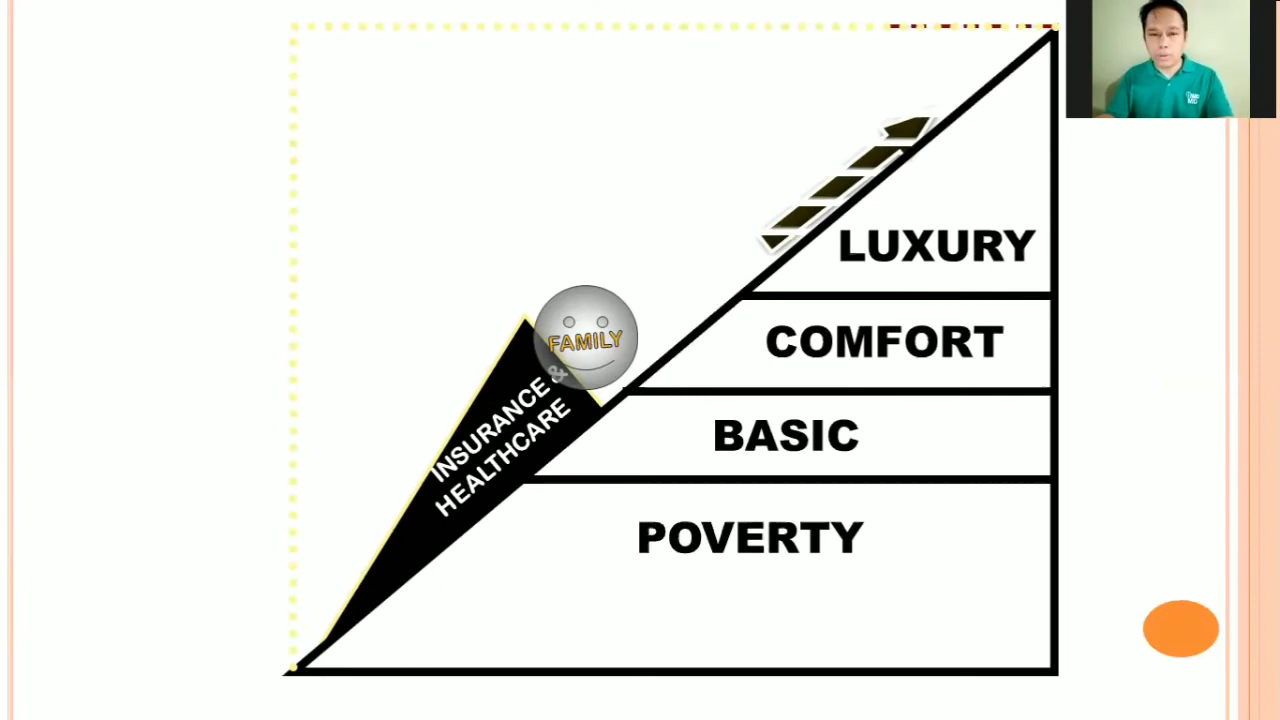 LUXURY
FAMILY
COMFORT
INSURANCE &
HEALTHCARE
BASIC
POVERTY